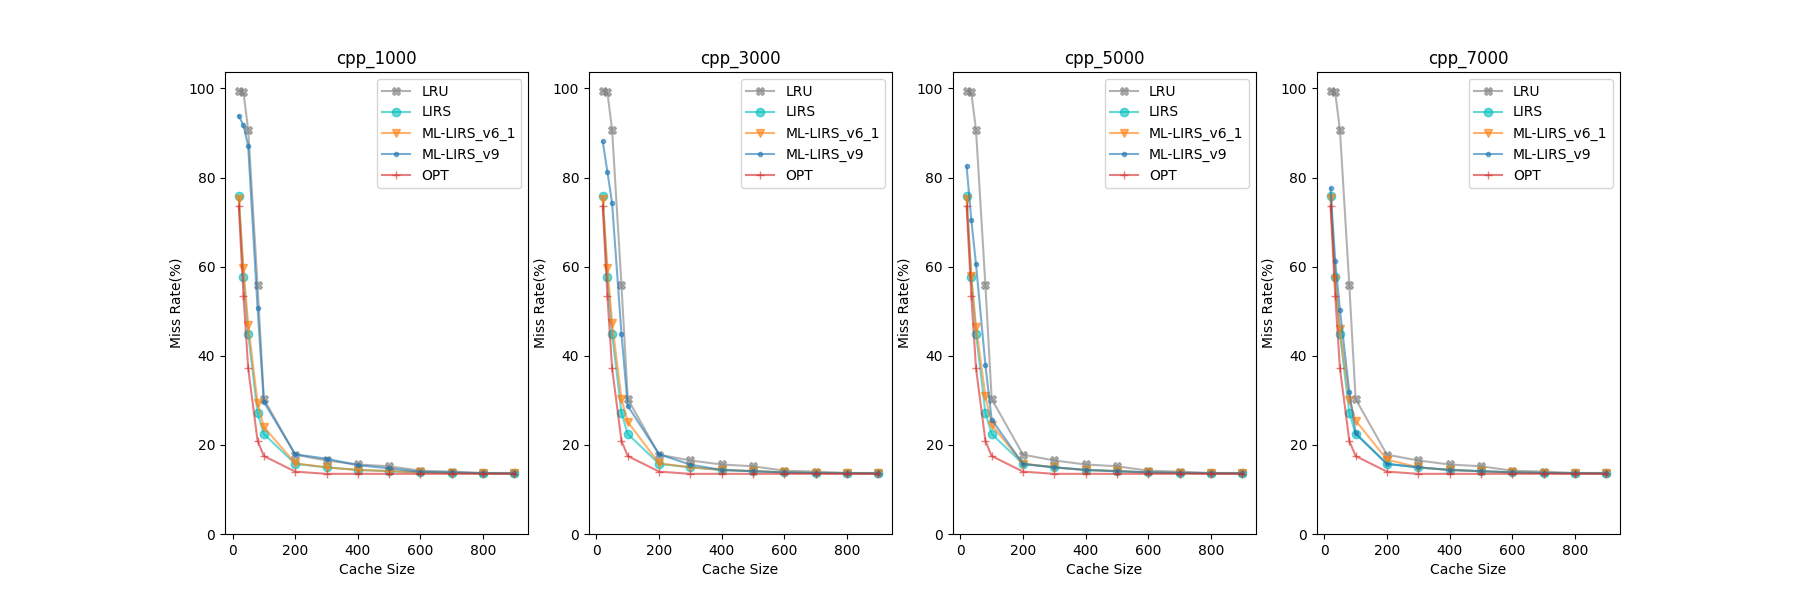 cpp_1000
100
80
60
40
20
0
0 200 400 600 800
Miss Rate(%)
Cache Size
LRU
LIRS
ML-LIRS_v6_1
ML-LIRS_v9
OPT
cpp_3000
100
80
60
40
20
0
0 200 400 600 800
Miss Rate(%)
Cache Size
LRU
LIRS
ML-LIRS_v6_1
ML-LIRS_v9
OPT
cpp_5000
100
80
60
40
20
0
0 200 400 600 800
Miss Rate(%)
Cache Size
LRU
LIRS
ML-LIRS_v6_1
ML-LIRS_v9
OPT
cpp_7000
100
80
60
40
20
0
0 200 400 600 800
Miss Rate(%)
Cache Size
LRU
LIRS
ML-LIRS_v6_1
ML-LIRS_v9
OPT